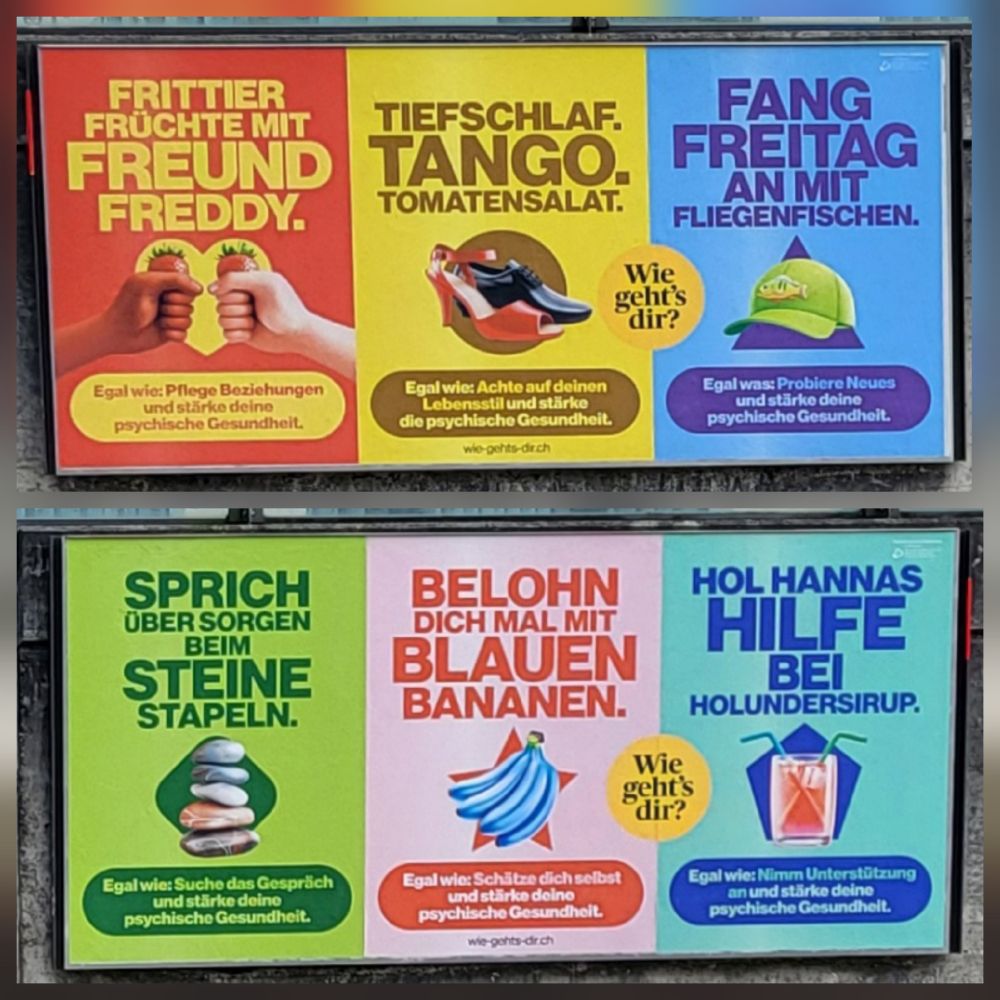 FRITTIER
FRÜCHTE MIT
FREUND
FREDDY.
Egal wie: Pflege Beziehungen
und stärke deine
psychische Gesundheit.
TIEFSCHLAF.
TANGO.
TOMATENSALAT.
Egal wie: Achte auf deinen
Lebensstil und stärke
die psychische Gesundheit.
wie-gehts-dir.ch
Wie
geht's
dir?
FANG
FREITAG
AN MIT
FLIEGENFISCHEN.
Egal was: Probiere Neues
und stärke deine
psychische Gesundheit.
SPRICH
ÜBER SORGEN
BEIM
STEINE
STAPELN.
Egal wie: Suche das Gespräch
und stärke deine
psychische Gesundheit.
BELOHN
DICH MAL MIT
BLAUEN
BANANEN.
Egal wie: Schätze dich selbst
und stärke deine
psychische Gesundheit.
wie-gehts-dir.ch
Wie
geht's
dir?
HOL HANNAS
HILFE
BEI
HOLUNDERSIRUP.
Egal wie: Nimm Unterstützung
an und stärke deine
psychische Gesundheit.